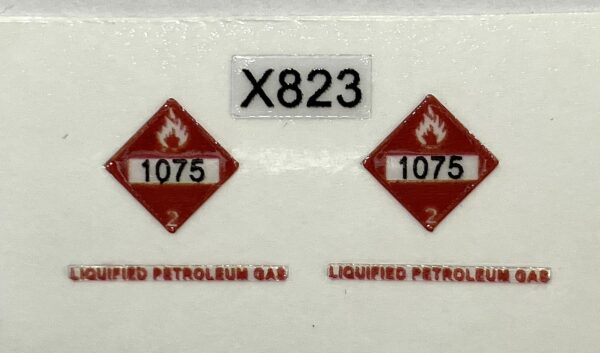 X823
1075
2
1075
2
LIQUIFIED PETROLEUM GAS
LIQUIFIED PETROLEUM GAS